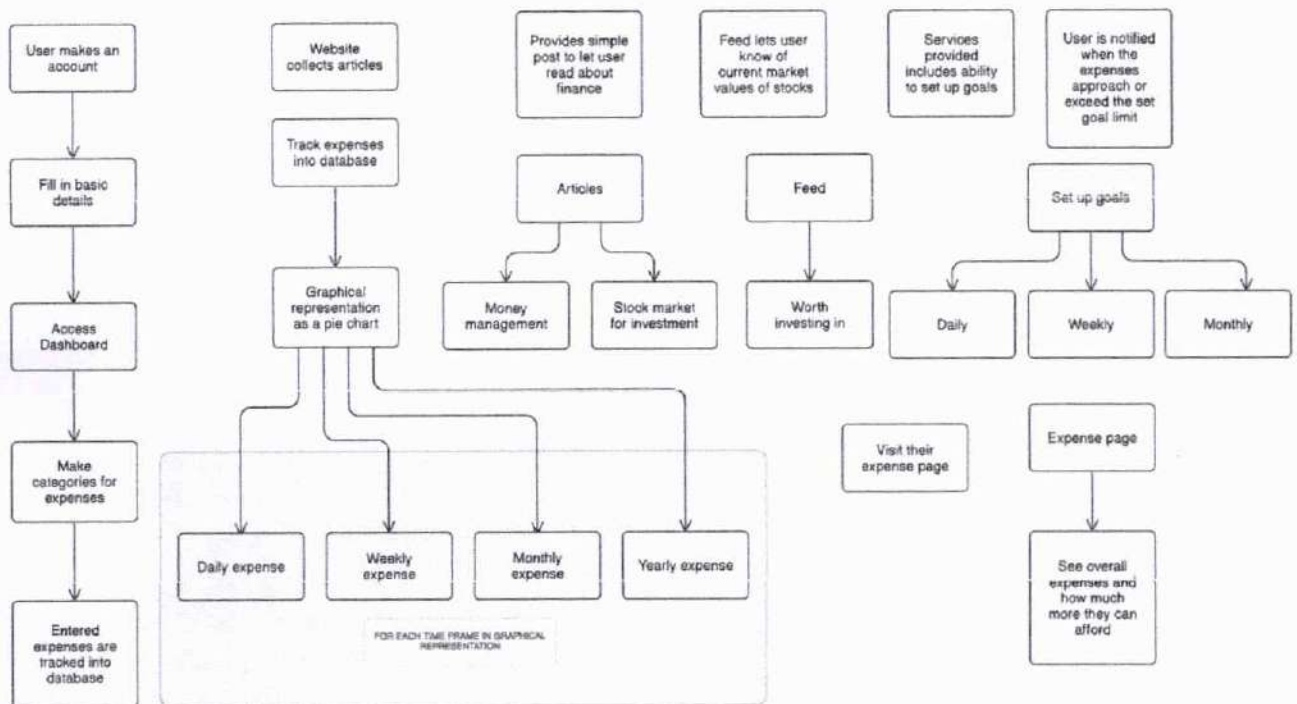 User makes an
account
Website
collects articles
Provides simple
post to let user
read about
finance
Feed lets user
know of
current market
values of stocks
Services
provided
includes ability
to set up goals
User is notified
when the
expenses
approach or
exceed the set
goal limit
Fill in basic
details
Track expenses
into database
Articles
Feed
Set up goals
Access
Dashboard
Graphical
representation
as a pie chart
Money
management
Stock market
for investment
Worth
investing in
Daily
Weekly
Monthly
Make
categories for
expenses
Visit their
expense page
Expense page
Daily expense
Weekly
expense
Monthly
expense
Yearly expense
See overall
expenses and
how much
more they can
afford
Entered
expenses are
tracked into
database
FOR EACH TIME FRAME IN GRAPHICAL
REPRESENTATION